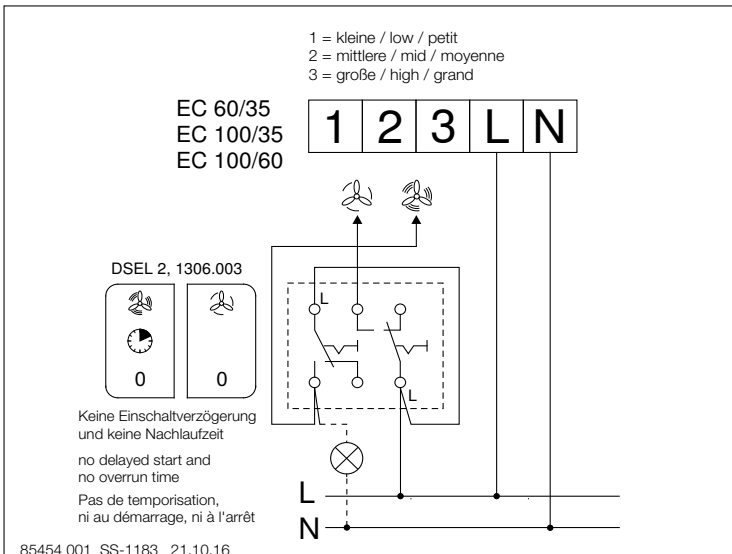 1 = kleine / low / petit
2 = mittlere / mid / moyenne
3 = große / high / grand
EC 60/35
EC 100/35
EC 100/60
1 2 3 L N
DSEL 2, 1306.003
L
0 0
L
Keine Einschaltverzögerung
und keine Nachlaufzeit
no delayed start and
no overrun time
Pas de temporisation,
ni au démarrage, ni à l'arrêt
L
N
85454 001 SS-1183 21.10.16